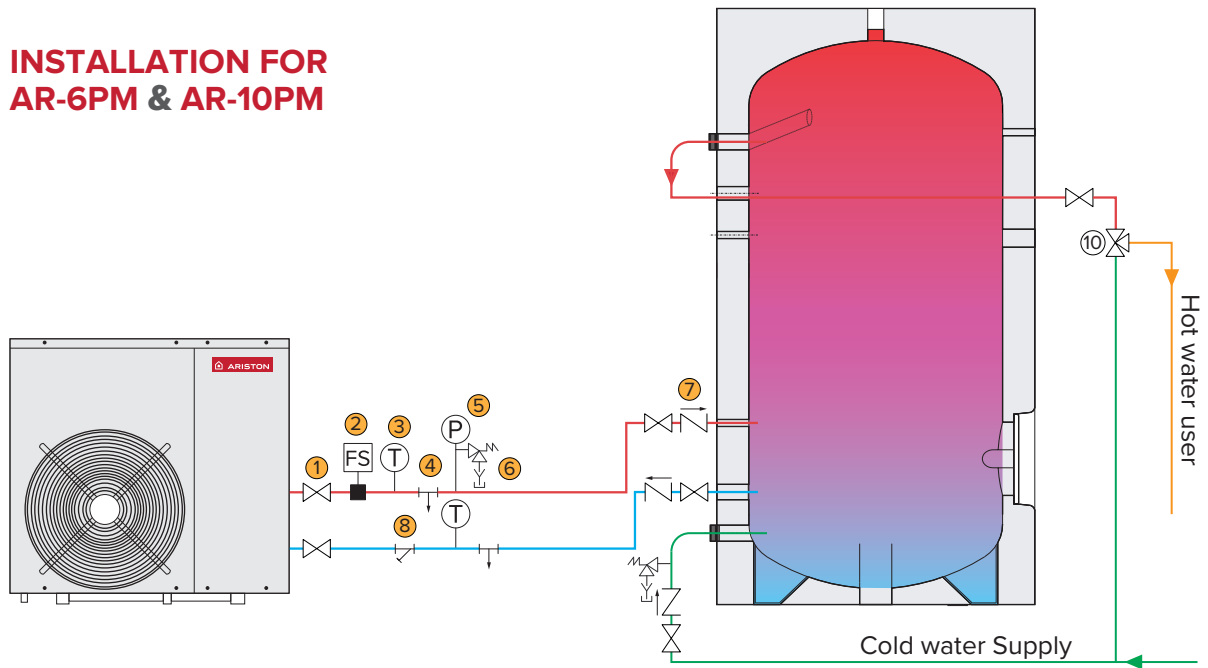 INSTALLATION FOR
AR-6PM & AR-10PM
ARISTON
10
Hot water user
7
5
2
3
P
1
FS
T
4
6
T
8
Cold water Supply